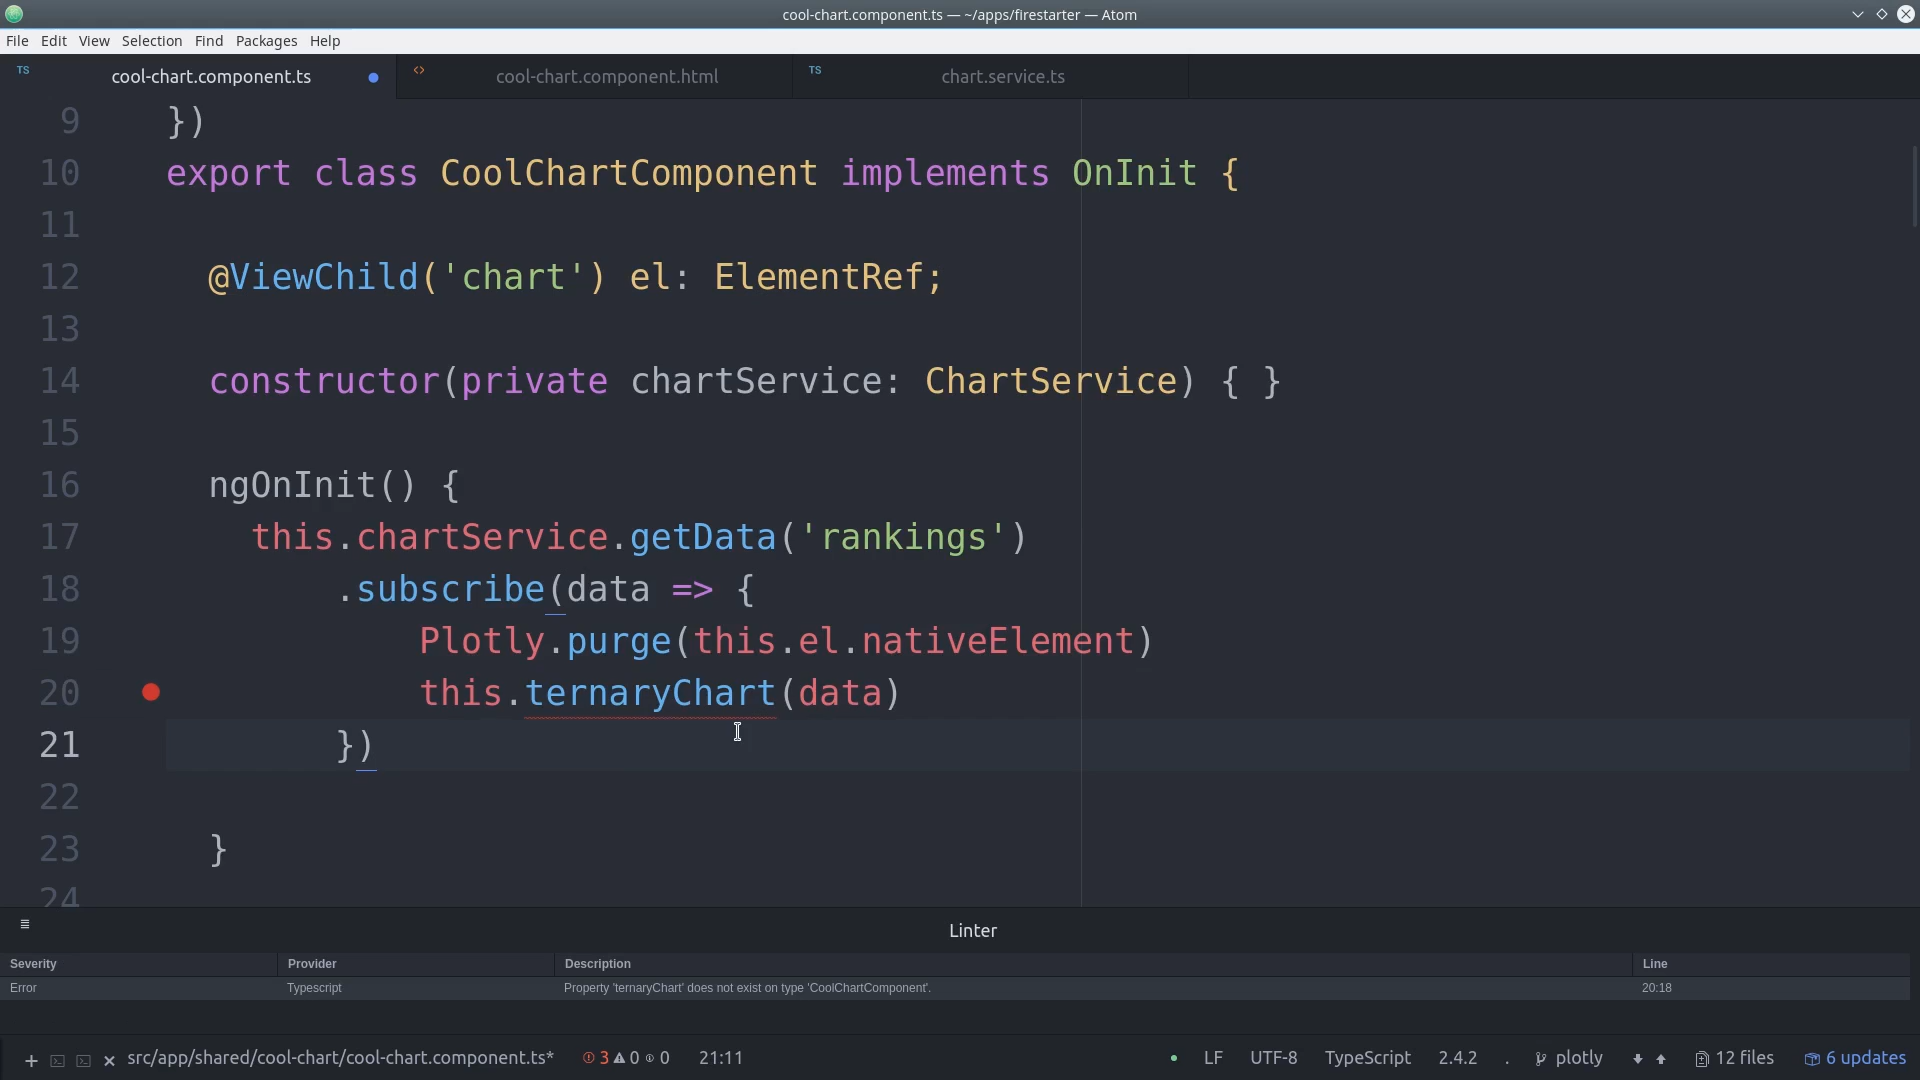 cool-chart.component.ts — ~/apps/firestarter — Atom
File Edit View Selection Find Packages Help
TS cool-chart.component.ts <> cool-chart.component.html TS chart.service.ts
9 })
10 export class CoolChartComponent implements OnInit {
11
12 @ViewChild('chart') el: ElementRef;
13
14 constructor(private chartService: ChartService) { }
15
16 ngOnInit() {
17 this.chartService.getData('rankings')
18 .subscribe(data => {
19 Plotly.purge(this.el.nativeElement)
20 this.ternaryChart(data)
21 })
22
23 }
24
Linter
Severity Provider Description Line
Error Typescript Property 'ternaryChart' does not exist on type 'CoolChartComponent'. 20:18
src/app/shared/cool-chart/cool-chart.component.ts* 3 0 0 21:11 LF UTF-8 TypeScript 2.4.2 . plotly 12 files 6 updates